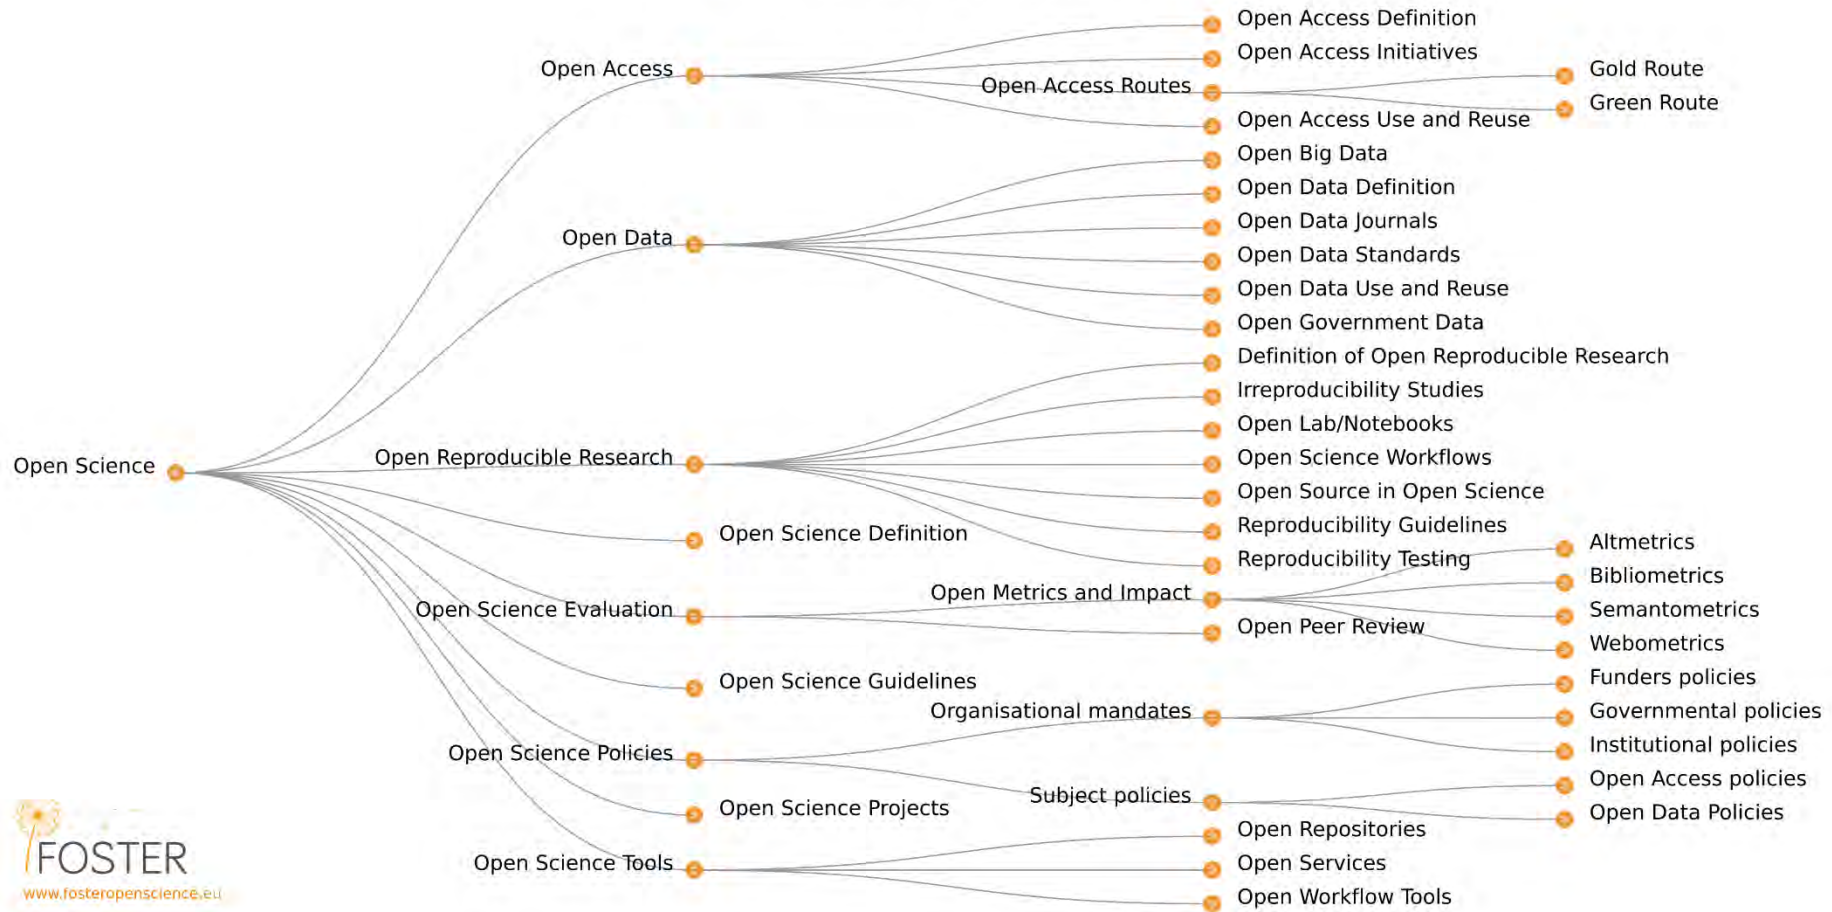 Open Access Definition
Open Access Initiatives
Open Access
Gold Route
Open Access Routes
Green Route
Open Access Use and Reuse
Open Big Data
Open Data Definition
Open Data Journals
Open Data
Open Data Standards
Open Data Use and Reuse
Open Government Data
Definition of Open Reproducible Research
Irreproducibility Studies
Open Lab/Notebooks
Open Science
Open Reproducible Research
Open Science Workflows
Open Source in Open Science
Reproducibility Guidelines
Open Science Definition
Altmetrics
Reproducibility Testing
Bibliometrics
Open Metrics and Impact
Open Science Evaluation
Semantometrics
Open Peer Review
Webometrics
Funders policies
Open Science Guidelines
Organisational mandates
Governmental policies
Institutional policies
Open Science Policies
Open Access policies
Subject policies
Open Science Projects
Open Data Policies
Open Repositories
Open Science Tools
Open Services
Open Workflow Tools
FOSTER
www.fosteropenscience.eu